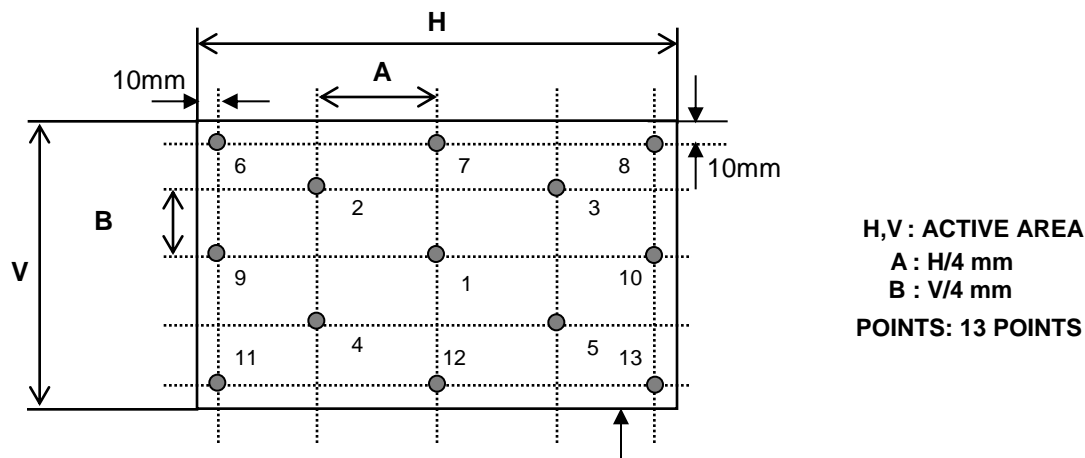 H
10mm
A
6
7
8
10mm
2
3
B
V
9
1
10
4
5
11
12
13
H,V : ACTIVE AREA
A : H/4 mm
B : V/4 mm
POINTS: 13 POINTS